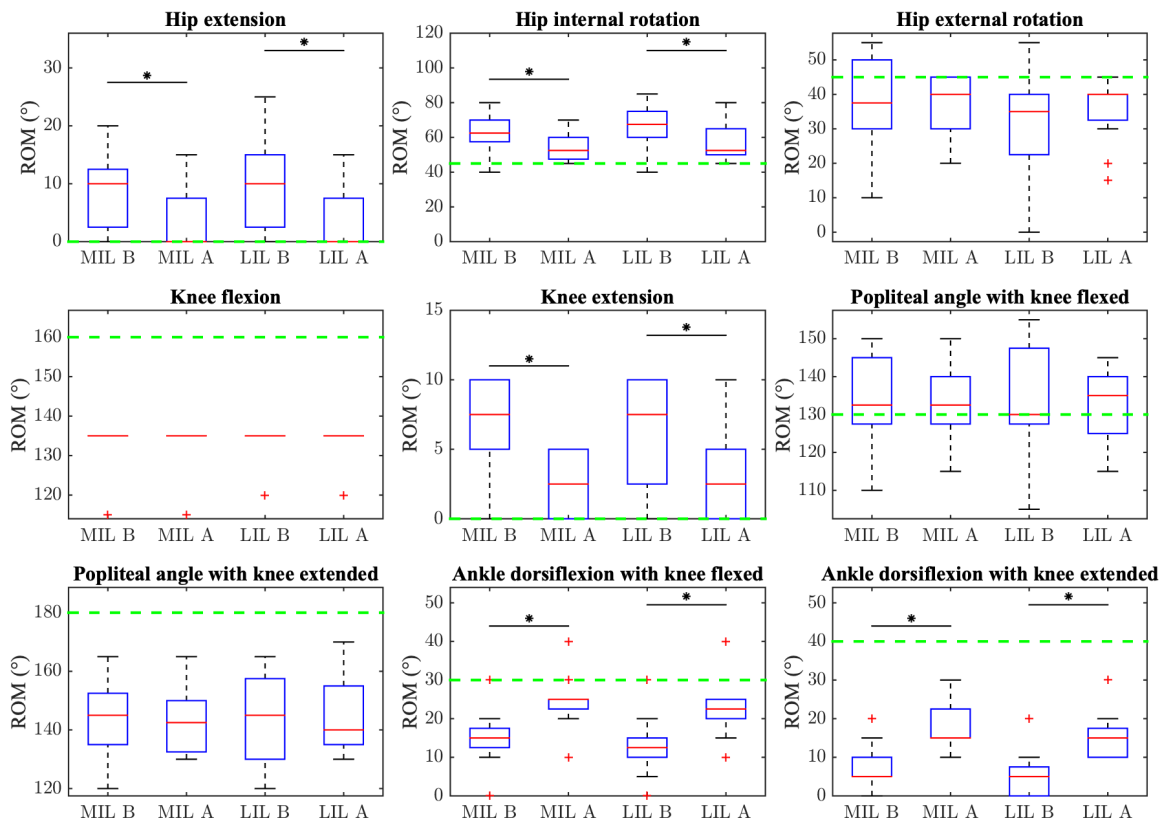 Hip extension
ROM (°)
30
20
10
0
*
*
MIL B MIL A LIL B LIL A
Hip internal rotation
ROM (°)
120
100
80
60
40
20
0
*
*
MIL B MIL A LIL B LIL A
Hip external rotation
ROM (°)
50
40
30
20
10
0
MIL B MIL A LIL B LIL A
Knee flexion
ROM (°)
160
150
140
130
120
MIL B MIL A LIL B LIL A
Knee extension
ROM (°)
15
10
5
0
*
*
MIL B MIL A LIL B LIL A
Popliteal angle with knee flexed
ROM (°)
150
140
130
120
110
MIL B MIL A LIL B LIL A
Popliteal angle with knee extended
ROM (°)
180
160
140
120
MIL B MIL A LIL B LIL A
Ankle dorsiflexion with knee flexed
ROM (°)
50
40
30
20
10
0
*
*
MIL B MIL A LIL B LIL A
Ankle dorsiflexion with knee extended
ROM (°)
50
40
30
20
10
0
*
*
MIL B MIL A LIL B LIL A